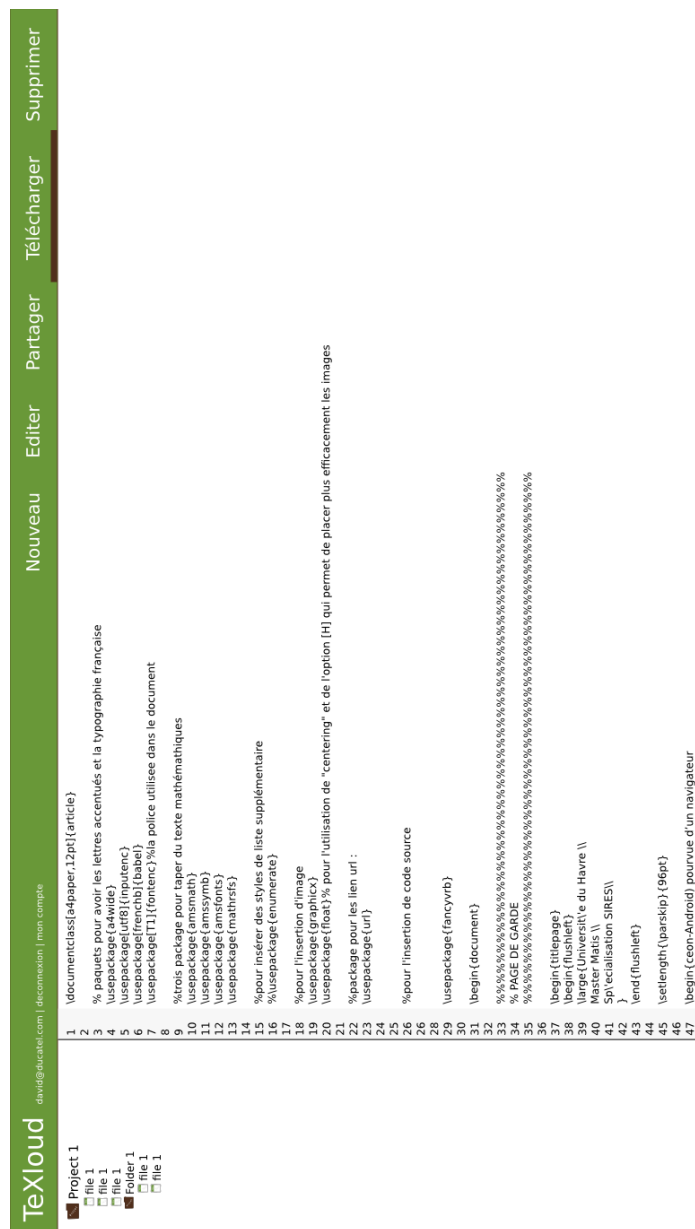 TeXloud david@ducatel.com | deconnexion | mon compte Nouveau Editer Partager Télécharger Supprimer
Project 1
file 1
file 1
file 1
Folder 1
file 1
file 1
1 \documentclass[a4paper,12pt]{article}
2
3 % paquets pour avoir les lettres accentués et la typographie française
4 \usepackage{a4wide}
5 \usepackage[utf8]{inputenc}
6 \usepackage[frenchb]{babel}
7 \usepackage[T1]{fontenc}%la police utilisee dans le document
8
9 %trois package pour taper du texte mathématiques
10 \usepackage{amsmath}
11 \usepackage{amssymb}
12 \usepackage{amsfonts}
13 \usepackage{mathrsfs}
14
15 %pour insérer des styles de liste supplémentaire
16 %\usepackage{enumerate}
17
18 %pour l'insertion d'image
19 \usepackage{graphicx}
20 \usepackage{float}% pour l'utilisation de "centering" et de l'option [H] qui permet de placer plus efficacement les images
21
22 %package pour les lien url :
23 \usepackage{url}
24
25
26 %pour l'insertion de code source
26
28
29 \usepackage{fancyvrb}
30
31 \begin{document}
32
33 %%%%%%%%%%%%%%%%%%%%%%%%%%%%%%%%%%%%%%%%%%%%%%%%%%
34 % PAGE DE GARDE
35 %%%%%%%%%%%%%%%%%%%%%%%%%%%%%%%%%%%%%%%%%%%%%%%%%%
36
37 \begin{titlepage}
38 \begin{flushleft}
39 \large{Universit\'e du Havre \\
40 Master Matis \\
41 Sp\'ecialisation SIRES\\
42 }
43 \end{flushleft}
44
45 \setlength{\parskip}{96pt}
46
47 \begin{ceon-Android) pourvue d'un navigateur